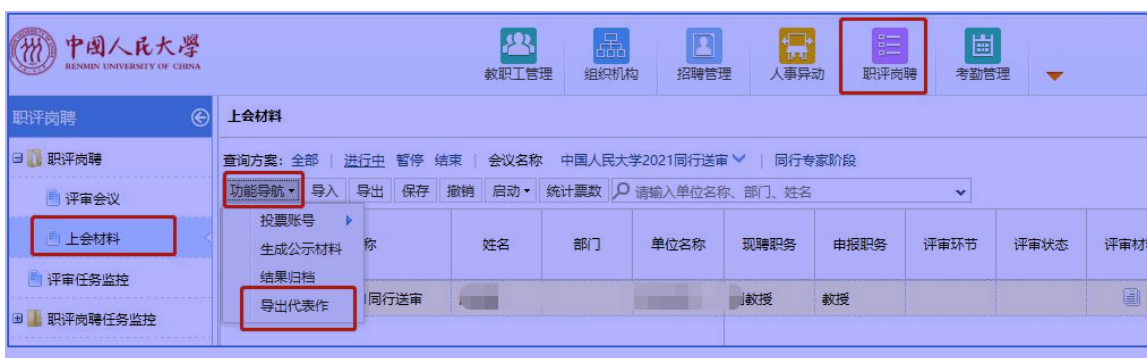 中国人民大学
RENMIN UNIVERSITY OF CHINA
教职工管理 组织机构 招聘管理 人事异动 职评岗聘 考勤管理
职评岗聘
上会材料
职评岗聘
查询方案: 全部 | 进行中 暂停 结束 | 会议名称 中国人民大学2021同行送审 | 同行专家阶段
评审会议
功能导航 导入 导出 保存 撤销 启动 统计票数 请输入单位名称、部门、姓名
上会材料
投票账号
生成公示材料
称 姓名 部门 单位名称 现聘职务 申报职务 评审环节 评审状态 评审材
评审任务监控
结果归档
导出代表作
同行送审 教授 教授
职评岗聘任务监控